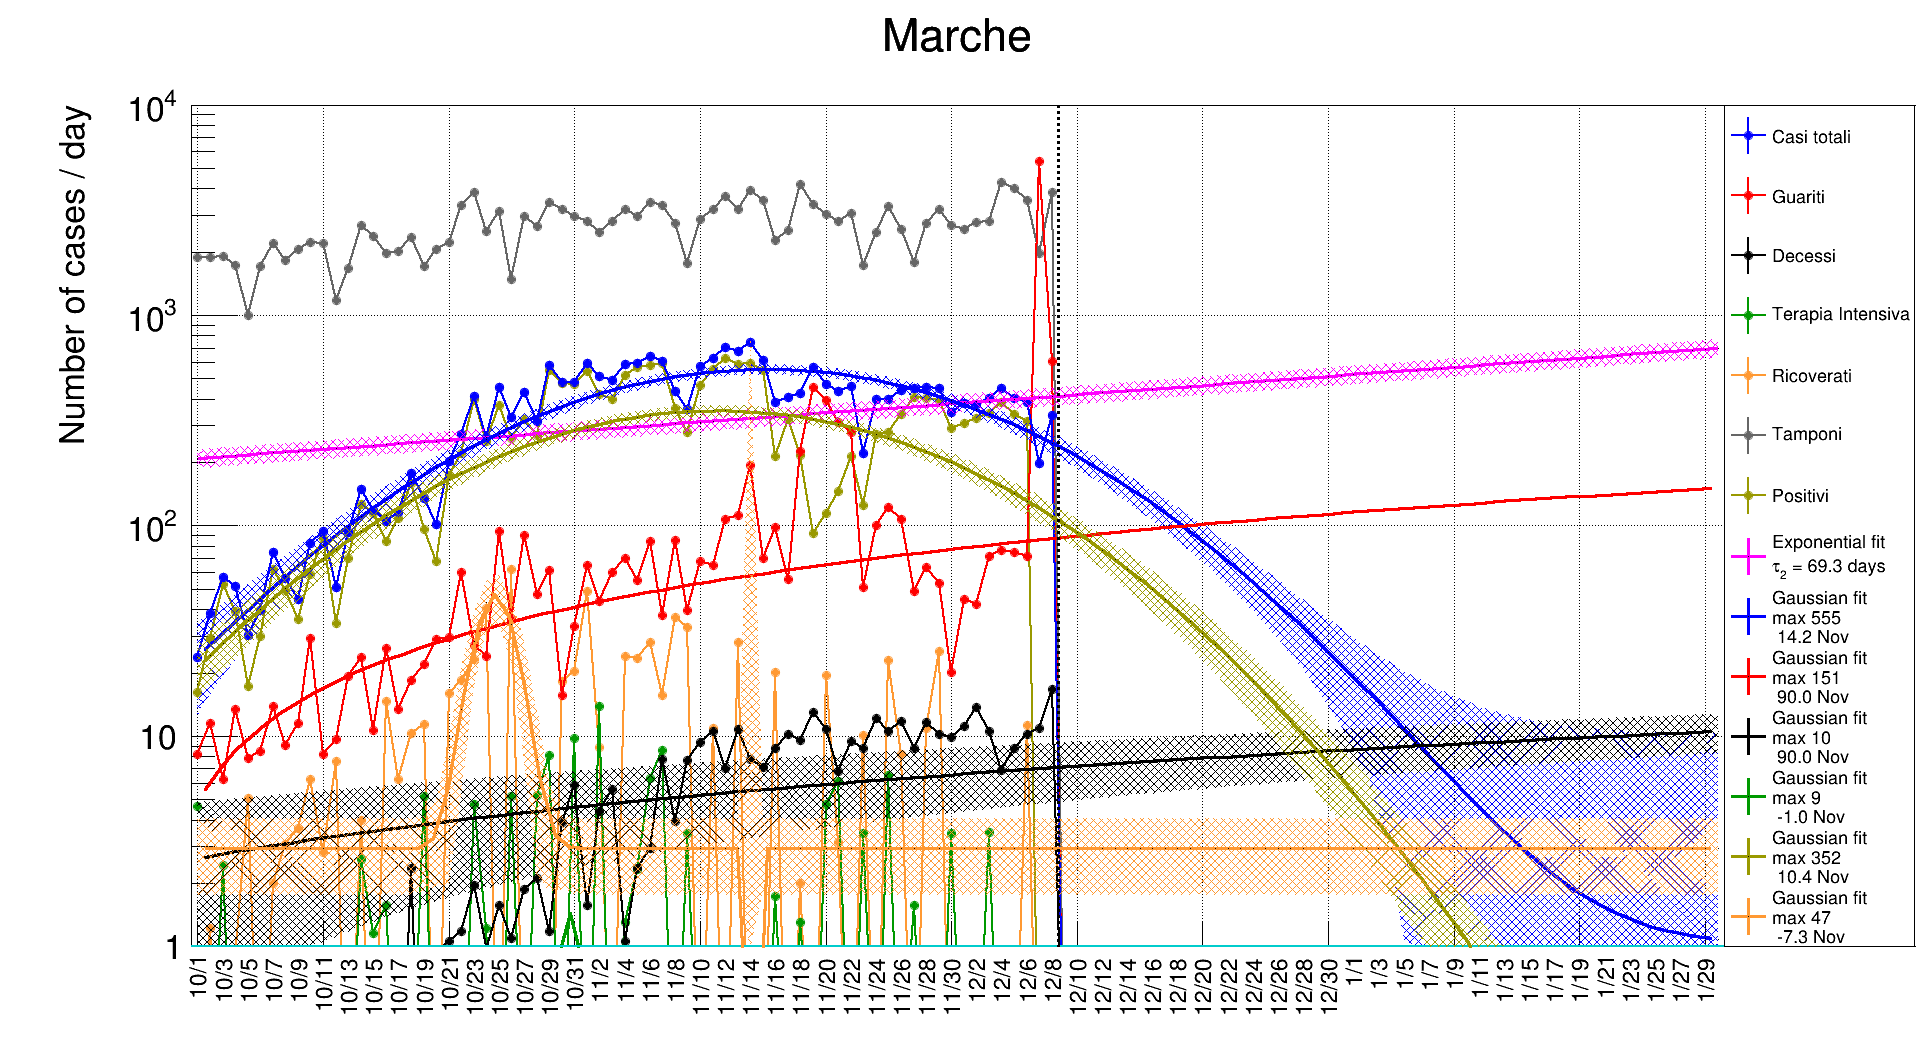 Marche
Number of cases / day
10^4
10^3
10^2
10
1
10/1
10/3
10/5
10/7
10/9
10/11
10/13
10/15
10/17
10/19
10/21
10/23
10/25
10/27
10/29
10/31
11/2
11/4
11/6
11/8
11/10
11/12
11/14
11/16
11/18
11/20
11/22
11/24
11/26
11/28
11/30
12/2
12/4
12/6
12/8
12/10
12/12
12/14
12/16
12/18
12/20
12/22
12/24
12/26
12/28
12/30
1/1
1/3
1/5
1/7
1/9
1/11
1/13
1/15
1/17
1/19
1/21
1/23
1/25
1/27
1/29
Casi totali
Guariti
Decessi
Terapia Intensiva
Ricoverati
Tamponi
Positivi
Exponential fit
τ2 = 69.3 days
Gaussian fit
max 555
14.2 Nov
Gaussian fit
max 151
90.0 Nov
Gaussian fit
max 10
90.0 Nov
Gaussian fit
max 9
-1.0 Nov
Gaussian fit
max 352
10.4 Nov
Gaussian fit
max 47
-7.3 Nov